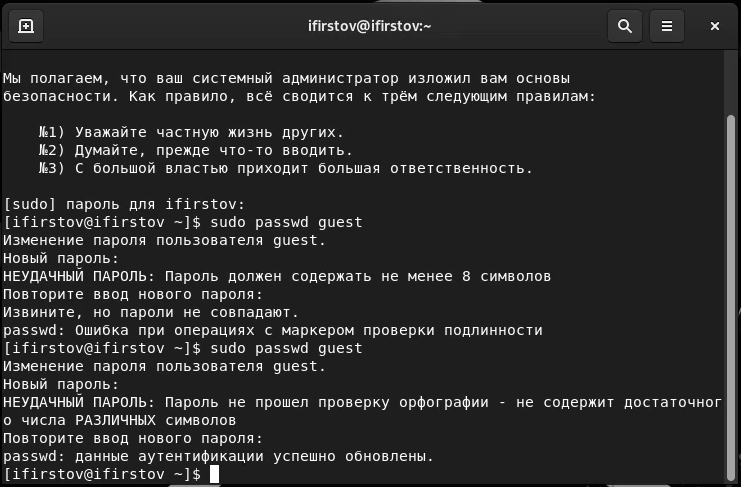 ifirstov@ifirstov:~
Мы полагаем, что ваш системный администратор изложил вам основы
безопасности. Как правило, всё сводится к трём следующим правилам:
№1) Уважайте частную жизнь других.
№2) Думайте, прежде что-то вводить.
№3) С большой властью приходит большая ответственность.
[sudo] пароль для ifirstov:
[ifirstov@ifirstov ~]$ sudo passwd guest
Изменение пароля пользователя guest.
Новый пароль:
НЕУДАЧНЫЙ ПАРОЛЬ: Пароль должен содержать не менее 8 символов
Повторите ввод нового пароля:
Извините, но пароли не совпадают.
passwd: Ошибка при операциях с маркером проверки подлинности
[ifirstov@ifirstov ~]$ sudo passwd guest
Изменение пароля пользователя guest.
Новый пароль:
НЕУДАЧНЫЙ ПАРОЛЬ: Пароль не прошел проверку орфографии - не содержит достаточног
о числа РАЗЛИЧНЫХ символов
Повторите ввод нового пароля:
passwd: данные аутентификации успешно обновлены.
[ifirstov@ifirstov ~]$